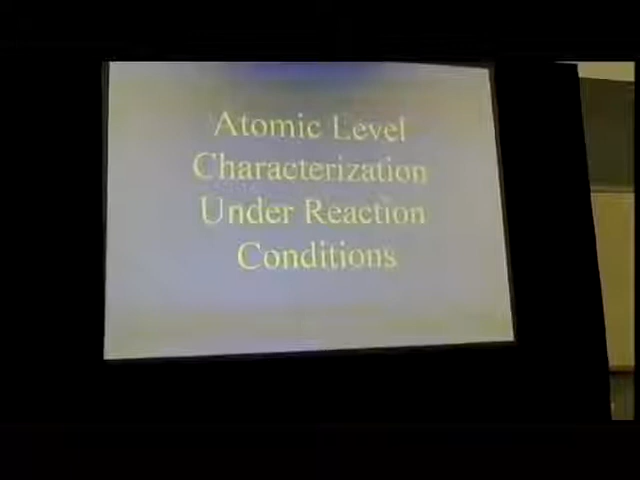 Atomic Level
Characterization
Under Reaction
Conditions